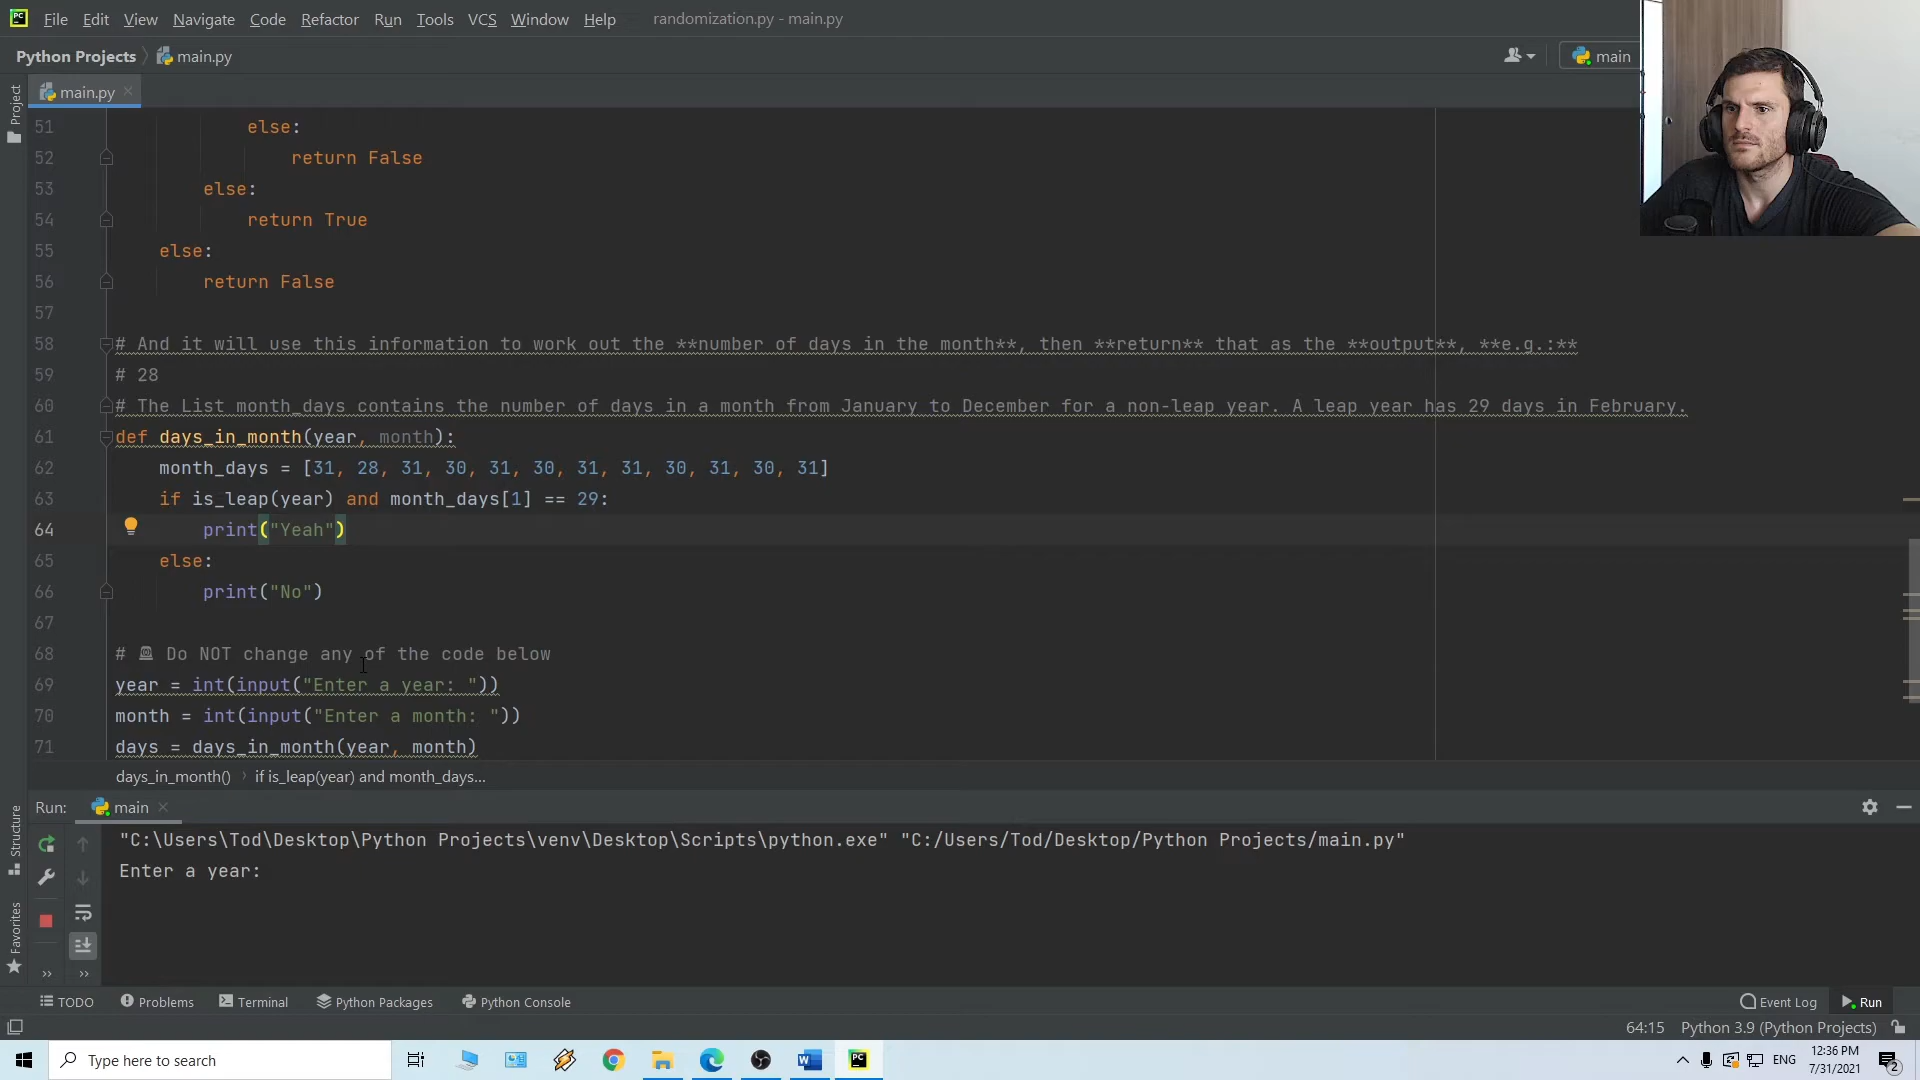 File Edit View Navigate Code Refactor Run Tools VCS Window Help randomization.py - main.py
Python Projects main.py main
Project
main.py
51 else:
52 return False
53 else:
54 return True
55 else:
56 return False
57
58 # And it will use this information to work out the **number of days in the month**, then **return** that as the **output**, **e.g.:**
59 # 28
60 # The List month_days contains the number of days in a month from January to December for a non-leap year. A leap year has 29 days in February.
61 def days_in_month(year, month):
62 month_days = [31, 28, 31, 30, 31, 30, 31, 31, 30, 31, 30, 31]
63 if is_leap(year) and month_days[1] == 29:
64 print("Yeah")
65 else:
66 print("No")
67
68 # 🚨 Do NOT change any of the code below
69 year = int(input("Enter a year: "))
70 month = int(input("Enter a month: "))
71 days = days_in_month(year, month)
days_in_month() › if is_leap(year) and month_days...
Run: main
Structure
Favorites
"C:\Users\Tod\Desktop\Python Projects\venv\Desktop\Scripts\python.exe" "C:/Users/Tod/Desktop/Python Projects/main.py"
Enter a year:
TODO Problems Terminal Python Packages Python Console Event Log Run
64:15 Python 3.9 (Python Projects)
Type here to search
ENG
12:36 PM
7/31/2021
2